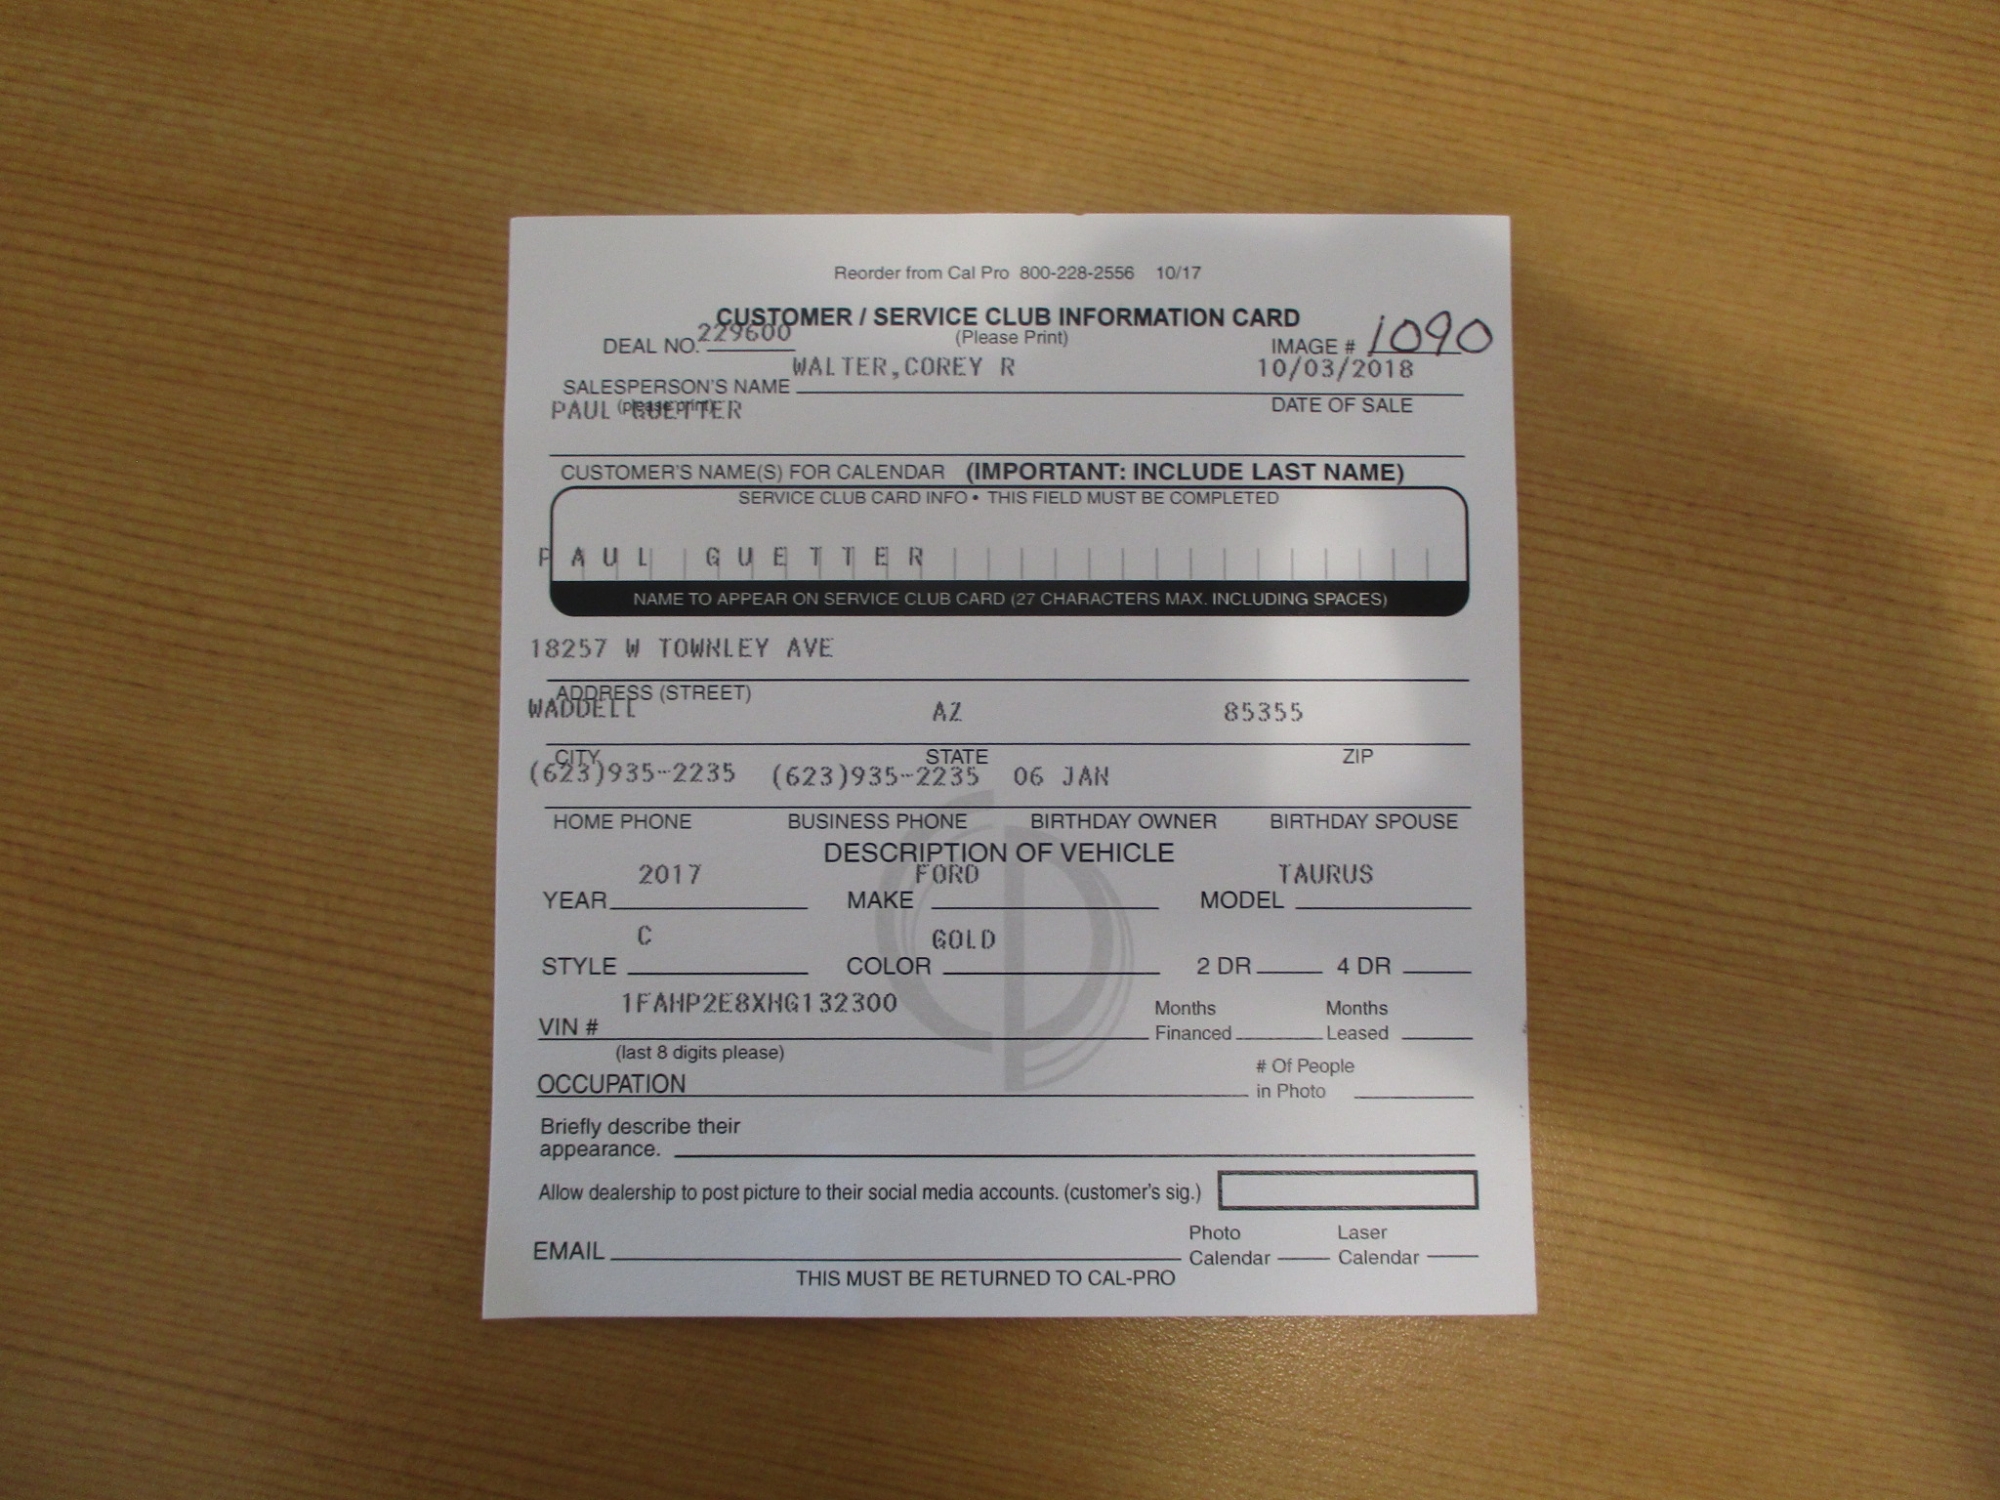 Reorder from Cal Pro 800-228-2556 10/17
CUSTOMER / SERVICE CLUB INFORMATION CARD
DEAL NO. 229600 (Please Print) IMAGE # 1090
WALTER,COREY R 10/03/2018
SALESPERSON'S NAME
(please print) DATE OF SALE
PAUL GUETTER
CUSTOMER'S NAME(S) FOR CALENDAR (IMPORTANT: INCLUDE LAST NAME)
SERVICE CLUB CARD INFO • THIS FIELD MUST BE COMPLETED
PAUL GUETTER
NAME TO APPEAR ON SERVICE CLUB CARD (27 CHARACTERS MAX. INCLUDING SPACES)
18257 W TOWNLEY AVE
ADDRESS (STREET)
WADDELL AZ 85355
CITY STATE ZIP
(623)935-2235 (623)935-2235 06 JAN
HOME PHONE BUSINESS PHONE BIRTHDAY OWNER BIRTHDAY SPOUSE
DESCRIPTION OF VEHICLE
2017 FORD TAURUS
YEAR MAKE MODEL
C GOLD
STYLE COLOR 2 DR 4 DR
1FAHP2E8XHG132300
VIN # Months Financed Months Leased
(last 8 digits please)
OCCUPATION # Of People in Photo
Briefly describe their
appearance.
Allow dealership to post picture to their social media accounts. (customer's sig.)
EMAIL Photo Calendar Laser Calendar
THIS MUST BE RETURNED TO CAL-PRO